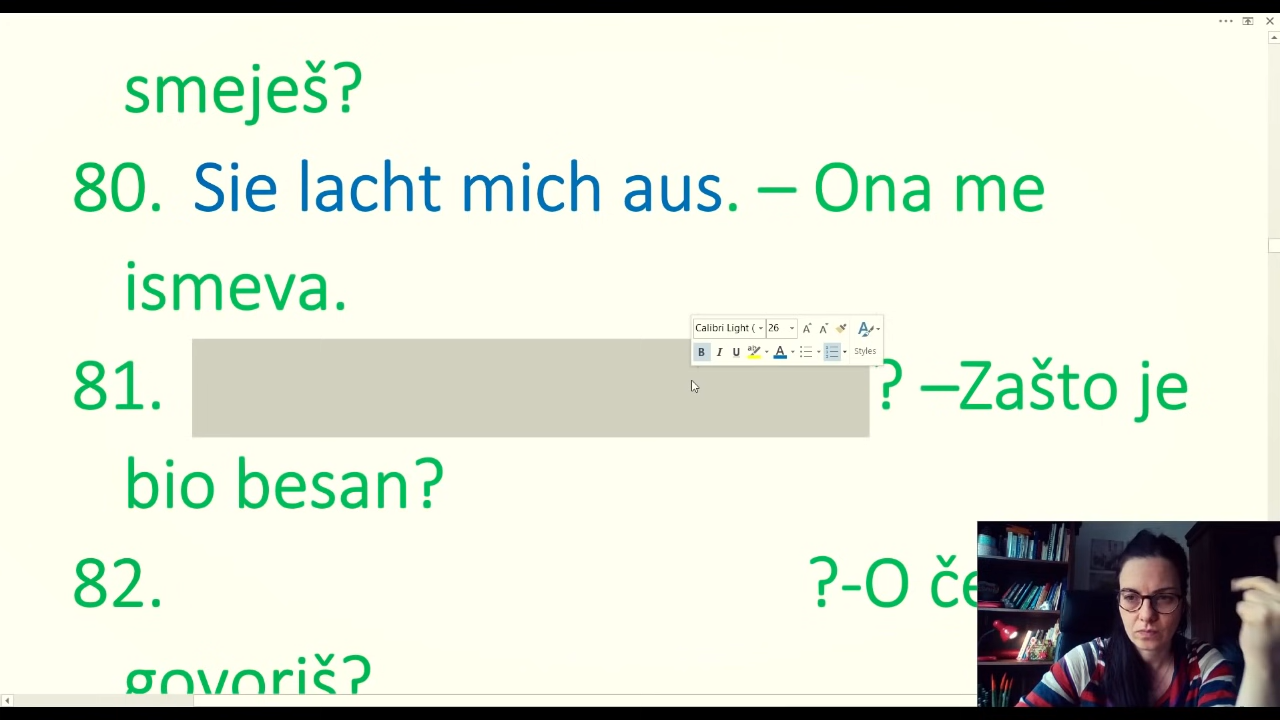 smeješ?
80. Sie lacht mich aus. – Ona me
ismeva.
Calibri Light ( 26
B I U Styles
81. ? –Zašto je
bio besan?
82. ?-O
govoriš?